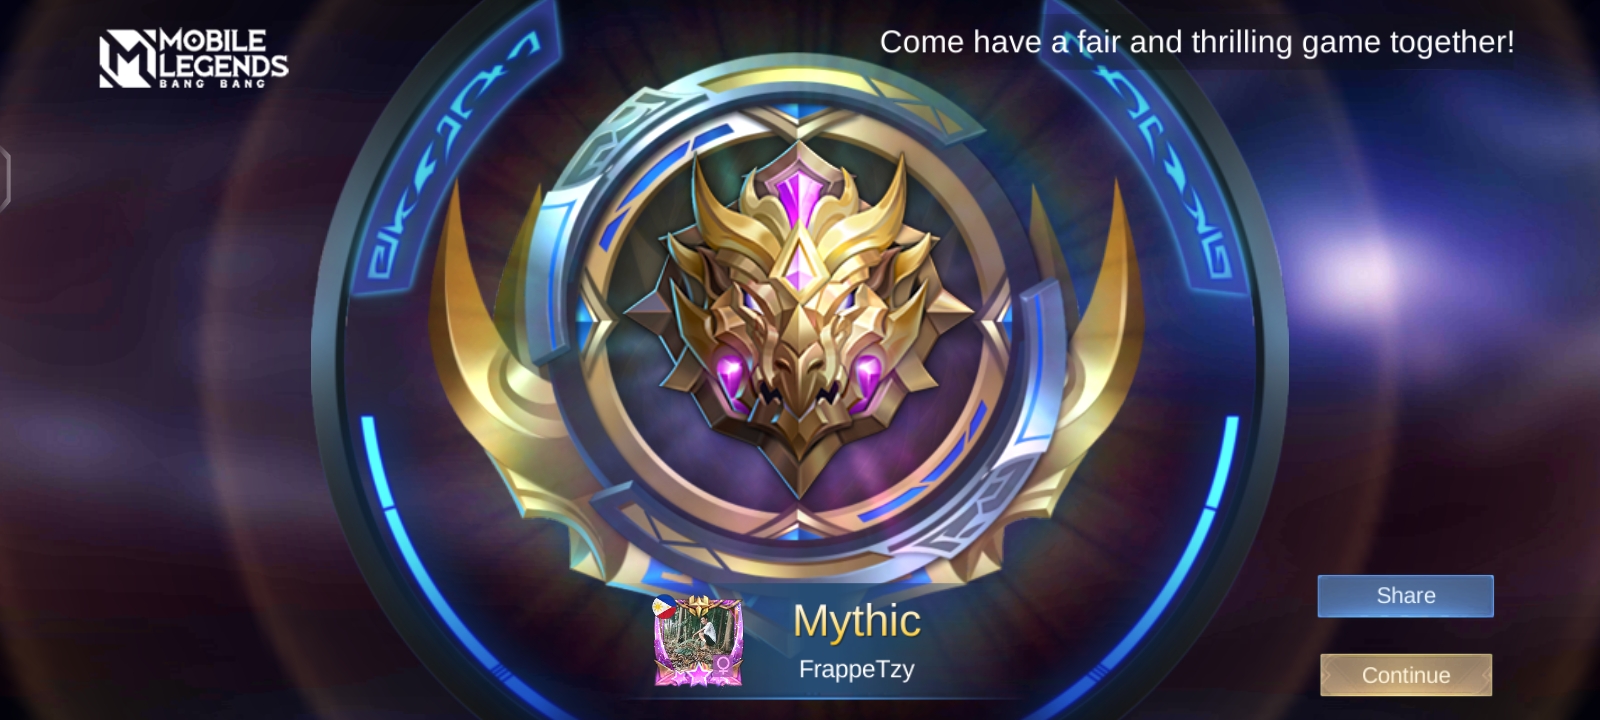 MOBILE
LEGENDS
BANG BANG
Come have a fair and thrilling game together!
Mythic
FrappeTzy
Share
Continue